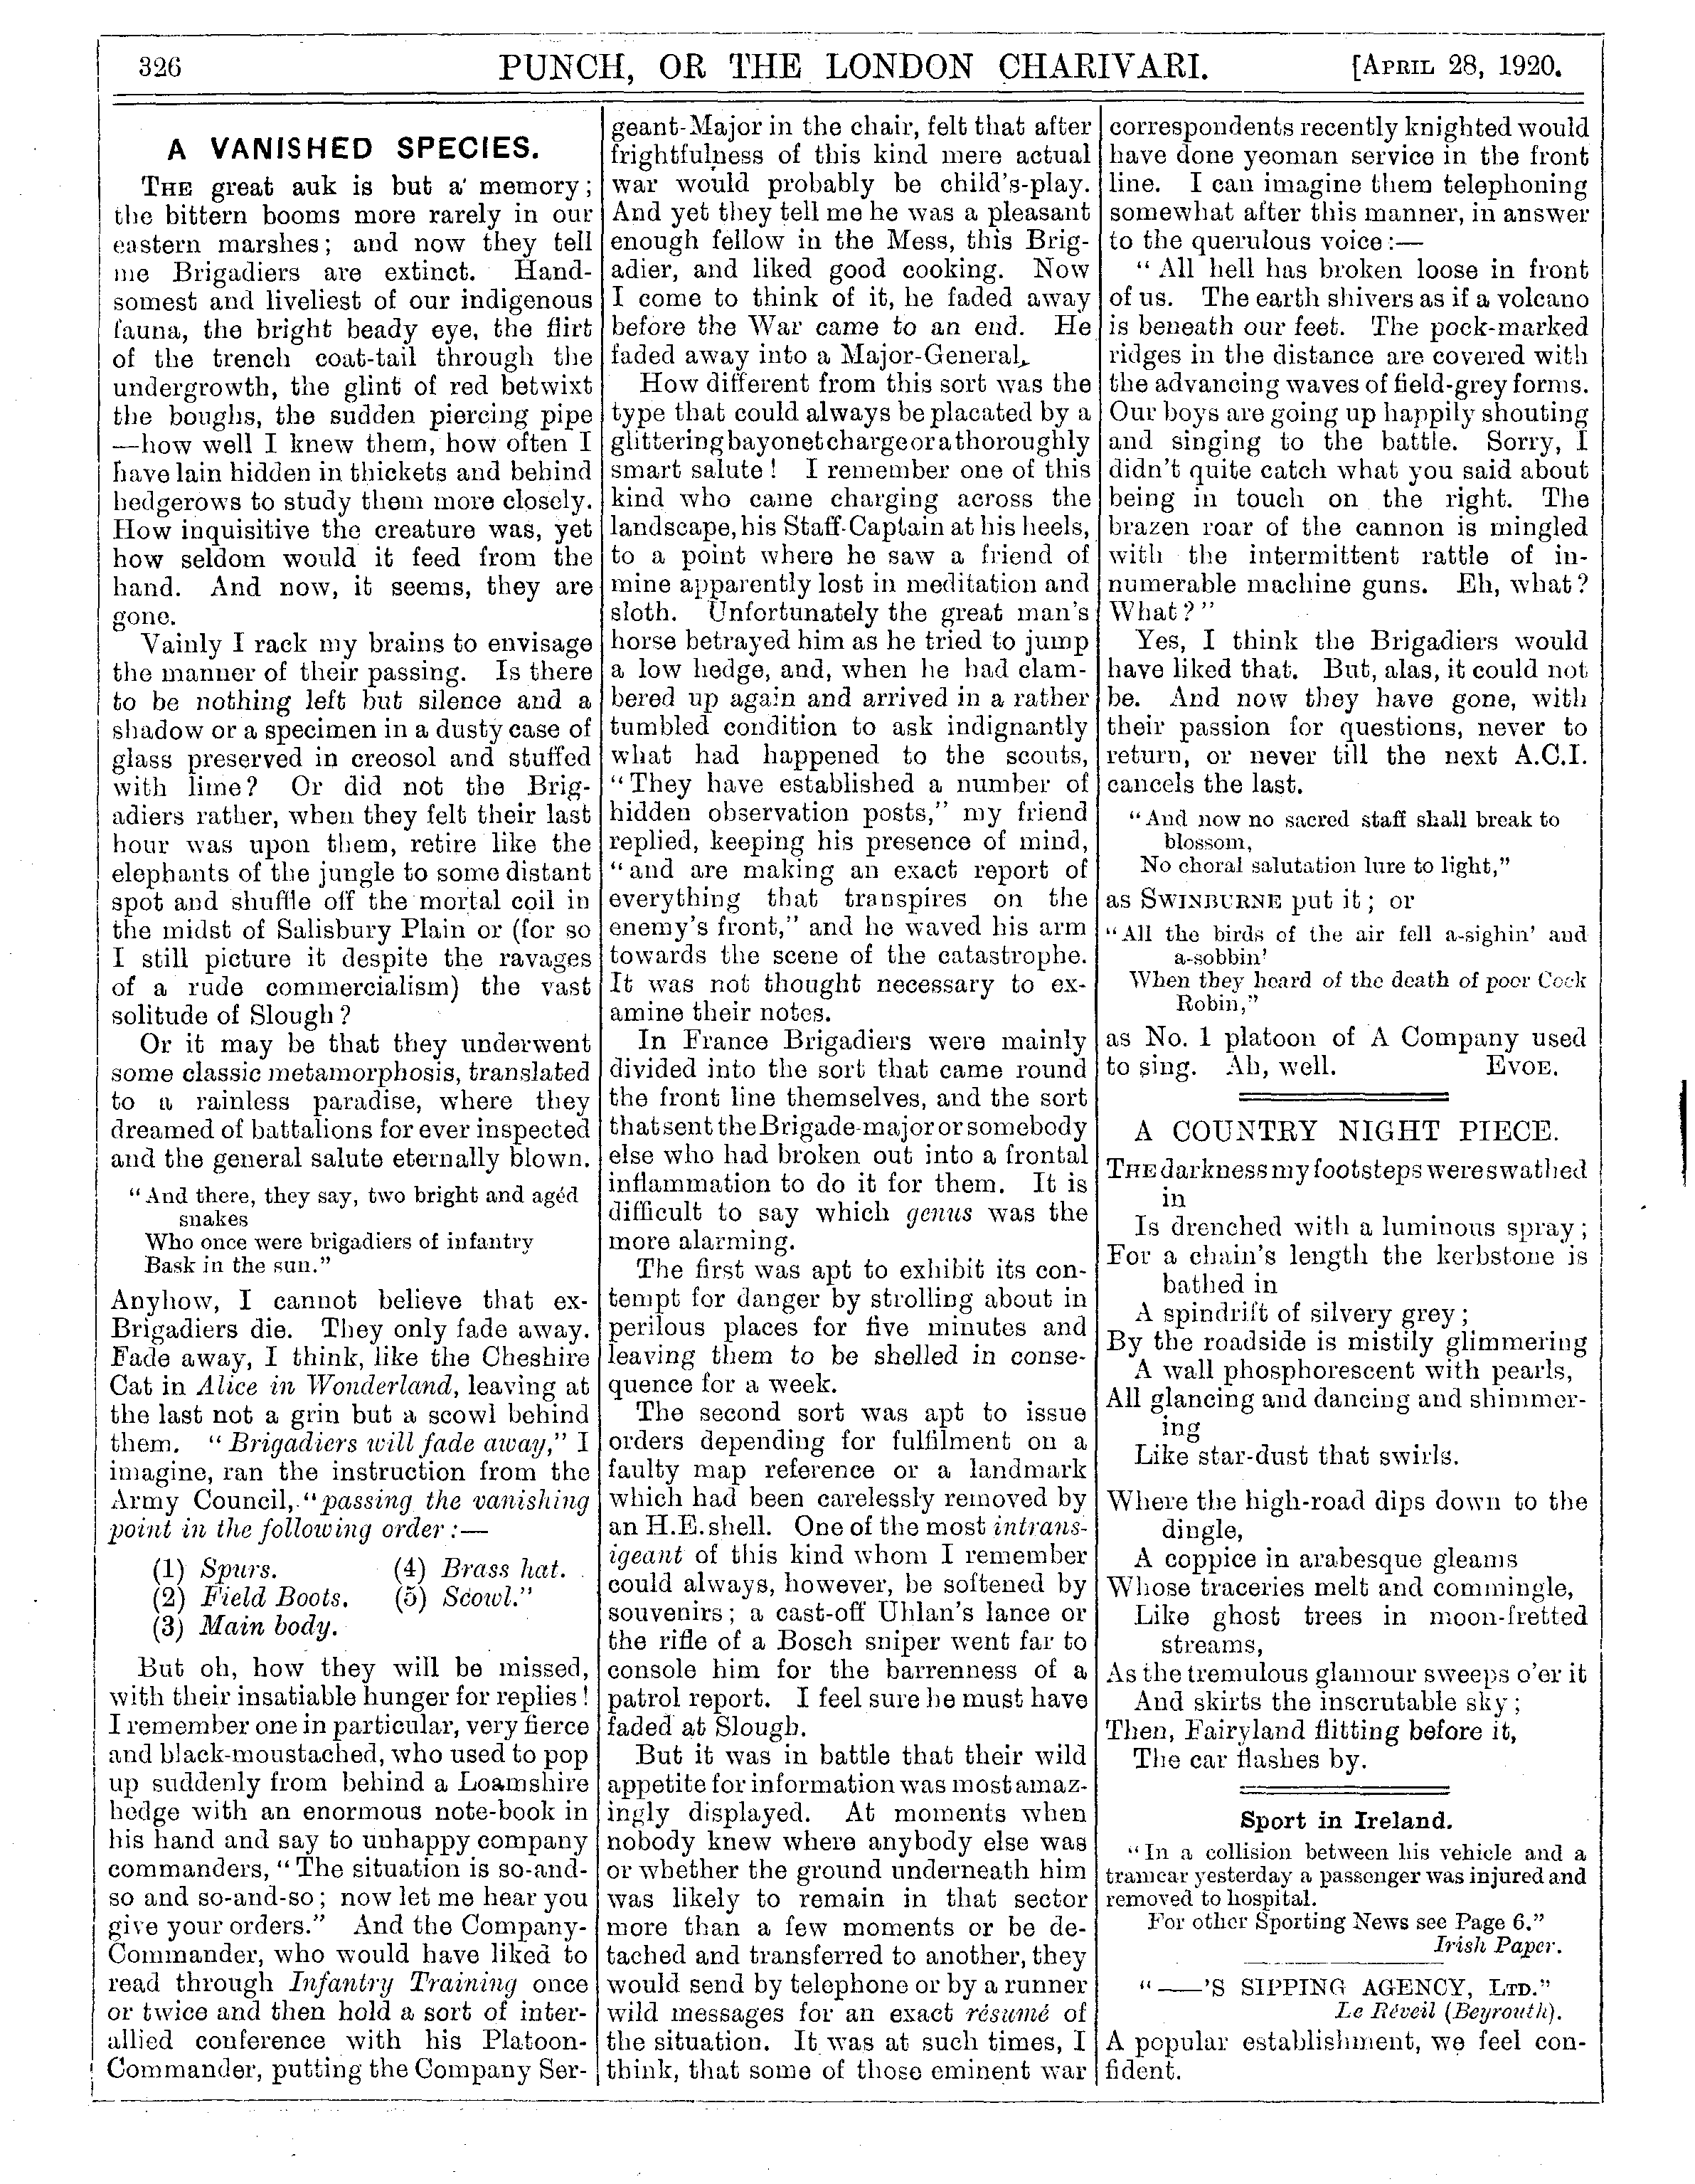 326
PUNCH, OR THE LONDON CHARIVARI.
[APRIL 28, 1920.
A VANISHED SPECIES.
THE great auk is but a memory;
the bittern booms more rarely in our
eastern marshes; and now they tell
me Brigadiers are extinct. Hand-
somest and liveliest of our indigenous
fauna, the bright beady eye, the flirt
of the trench coat-tail through the
undergrowth, the glint of red betwixt
the boughs, the sudden piercing pipe
—how well I knew them, how often I
have lain hidden in thickets and behind
hedgerows to study them more closely.
How inquisitive the creature was, yet
how seldom would it feed from the
hand. And now, it seems, they are
gone.
Vainly I rack my brains to envisage
the manner of their passing. Is there
to be nothing left but silence and a
shadow or a specimen in a dusty case of
glass preserved in creosol and stuffed
with lime? Or did not the Brig-
adiers rather, when they felt their last
hour was upon them, retire like the
elephants of the jungle to some distant
spot and shuffle off the mortal coil in
the midst of Salisbury Plain or (for so
I still picture it despite the ravages
of a rude commercialism) the vast
solitude of Slough?
Or it may be that they underwent
some classic metamorphosis, translated
to a rainless paradise, where they
dreamed of battalions for ever inspected
and the general salute eternally blown.
"And there, they say, two bright and agéd
snakes
Who once were brigadiers of infantry
Bask in the sun."
Anyhow, I cannot believe that ex-
Brigadiers die. They only fade away.
Fade away, I think, like the Cheshire
Cat in Alice in Wonderland, leaving at
the last not a grin but a scowl behind
them. "Brigadiers will fade away," I
imagine, ran the instruction from the
Army Council, "passing the vanishing
point in the following order:—
(1) Spurs. (4) Brass hat.
(2) Field Boots. (5) Scowl."
(3) Main body.
But oh, how they will be missed,
with their insatiable hunger for replies!
I remember one in particular, very fierce
and black-moustached, who used to pop
up suddenly from behind a Loamshire
hedge with an enormous note-book in
his hand and say to unhappy company
commanders, "The situation is so-and-
so and so-and-so; now let me hear you
give your orders." And the Company-
Commander, who would have liked to
read through Infantry Training once
or twice and then hold a sort of inter-
allied conference with his Platoon-
Commander, putting the Company Ser-
geant-Major in the chair, felt that after
frightfulness of this kind mere actual
war would probably be child's-play.
And yet they tell me he was a pleasant
enough fellow in the Mess, this Brig-
adier, and liked good cooking. Now
I come to think of it, he faded away
before the War came to an end. He
faded away into a Major-General.
How different from this sort was the
type that could always be placated by a
glittering bayonet charge or a thoroughly
smart salute! I remember one of this
kind who came charging across the
landscape, his Staff-Captain at his heels,
to a point where he saw a friend of
mine apparently lost in meditation and
sloth. Unfortunately the great man's
horse betrayed him as he tried to jump
a low hedge, and, when he had clam-
bered up again and arrived in a rather
tumbled condition to ask indignantly
what had happened to the scouts,
"They have established a number of
hidden observation posts," my friend
replied, keeping his presence of mind,
"and are making an exact report of
everything that transpires on the
enemy's front," and he waved his arm
towards the scene of the catastrophe.
It was not thought necessary to ex-
amine their notes.
In France Brigadiers were mainly
divided into the sort that came round
the front line themselves, and the sort
that sent the Brigade-major or somebody
else who had broken out into a frontal
inflammation to do it for them. It is
difficult to say which genus was the
more alarming.
The first was apt to exhibit its con-
tempt for danger by strolling about in
perilous places for five minutes and
leaving them to be shelled in conse-
quence for a week.
The second sort was apt to issue
orders depending for fulfilment on a
faulty map reference or a landmark
which had been carelessly removed by
an H.E. shell. One of the most intrans-
igeant of this kind whom I remember
could always, however, be softened by
souvenirs; a cast-off Uhlan's lance or
the rifle of a Bosch sniper went far to
console him for the barrenness of a
patrol report. I feel sure he must have
faded at Slough.
But it was in battle that their wild
appetite for information was most amaz-
ingly displayed. At moments when
nobody knew where anybody else was
or whether the ground underneath him
was likely to remain in that sector
more than a few moments or be de-
tached and transferred to another, they
would send by telephone or by a runner
wild messages for an exact résumé of
the situation. It was at such times, I
think, that some of those eminent war
correspondents recently knighted would
have done yeoman service in the front
line. I can imagine them telephoning
somewhat after this manner, in answer
to the querulous voice:—
"All hell has broken loose in front
of us. The earth shivers as if a volcano
is beneath our feet. The pock-marked
ridges in the distance are covered with
the advancing waves of field-grey forms.
Our boys are going up happily shouting
and singing to the battle. Sorry, I
didn't quite catch what you said about
being in touch on the right. The
brazen roar of the cannon is mingled
with the intermittent rattle of in-
numerable machine guns. Eh, what?
What?"
Yes, I think the Brigadiers would
have liked that. But, alas, it could not
be. And now they have gone, with
their passion for questions, never to
return, or never till the next A.C.I.
cancels the last.
"And now no sacred staff shall break to
blossom,
No choral salutation lure to light,"
as SWINBURNE put it; or
"All the birds of the air fell a-sighin' and
a-sobbin'
When they heard of the death of poor Cock
Robin,"
as No. 1 platoon of A Company used
to sing. Ah, well. EVOE.
A COUNTRY NIGHT PIECE.
THE darkness my footsteps were swathed
in
Is drenched with a luminous spray;
For a chain's length the kerbstone is
bathed in
A spindrift of silvery grey;
By the roadside is mistily glimmering
A wall phosphorescent with pearls,
All glancing and dancing and shimmer-
ing
Like star-dust that swirls.
Where the high-road dips down to the
dingle,
A coppice in arabesque gleams
Whose traceries melt and commingle,
Like ghost trees in moon-fretted
streams,
As the tremulous glamour sweeps o'er it
And skirts the inscrutable sky;
Then, Fairyland flitting before it,
The car flashes by.
Sport in Ireland.
"In a collision between his vehicle and a
tramcar yesterday a passenger was injured and
removed to hospital.
For other Sporting News see Page 6."
Irish Paper.
"——'S SIPPING AGENCY, LTD."
Le Réveil (Beyrouth).
A popular establishment, we feel con-
fident.